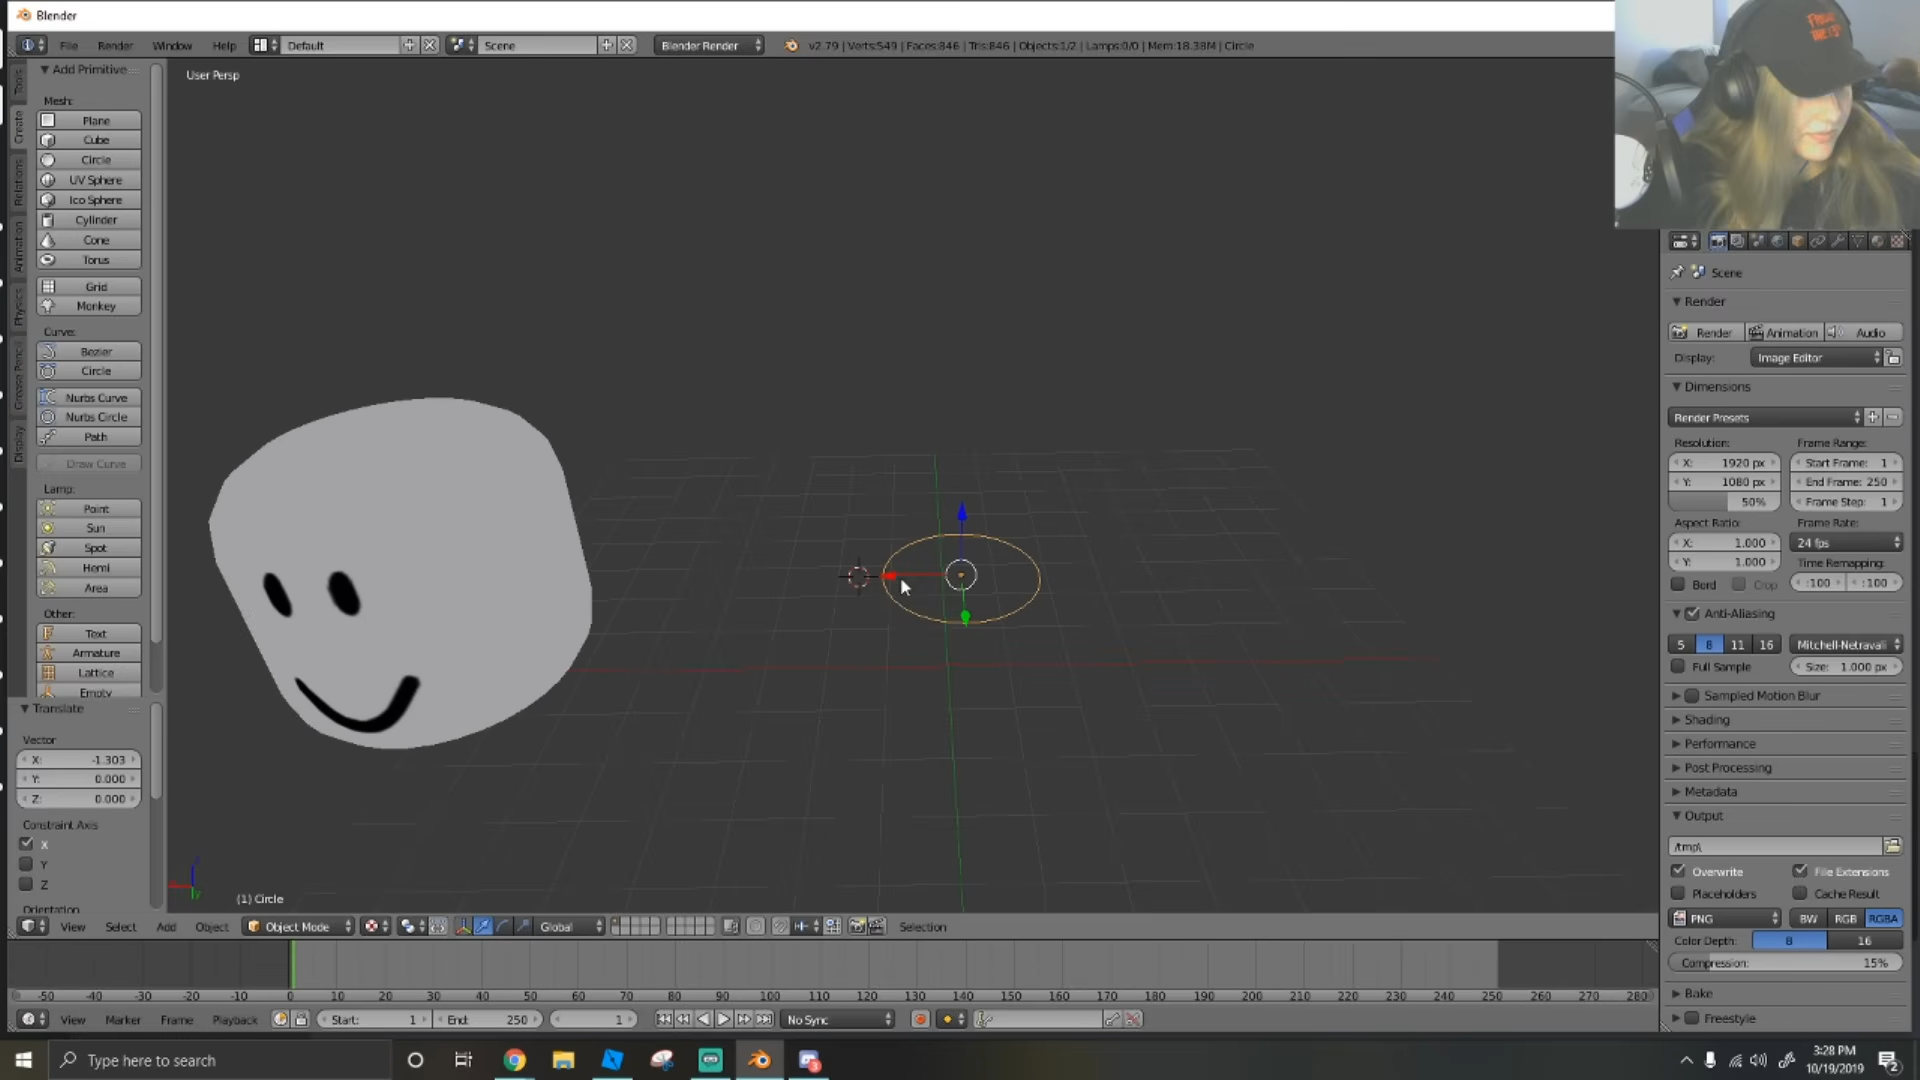 Blender
File Render Window Help Default Scene Blender Render v2.79 | Verts:549 | Faces:846 | Tris:846 | Objects:1/2 | Lamps:0/0 | Mem:18.38M | Circle
User Persp
Tools
Create
Relations
Animation
Physics
Grease Pencil
Display
Add Primitive
Mesh:
Plane
Cube
Circle
UV Sphere
Ico Sphere
Cylinder
Cone
Torus
Grid
Monkey
Curve:
Bezier
Circle
Nurbs Curve
Nurbs Circle
Path
Draw Curve
Lamp:
Point
Sun
Spot
Hemi
Area
Other:
Text
Armature
Lattice
Empty
Translate
Vector
X: -1.303
Y: 0.000
Z: 0.000
Constraint Axis
X
Y
Z
Orientation
(1) Circle
View Select Add Object Object Mode Global Selection
-50 -40 -30 -20 -10 0 10 20 30 40 50 60 70 80 90 100 110 120 130 140 150 160 170 180 190 200 210 220 230 240 250 260 270 280
View Marker Frame Playback Start: 1 End: 250 1 No Sync
Scene
Render
Render Animation Audio
Display: Image Editor
Dimensions
Render Presets
Resolution: Frame Range:
X: 1920 px Start Frame: 1
Y: 1080 px End Frame: 250
50% Frame Step: 1
Aspect Ratio: Frame Rate:
X: 1.000 24 fps
Y: 1.000 Time Remapping:
Bord Crop :100 :100
Anti-Aliasing
5 8 11 16 Mitchell-Netravali
Full Sample Size: 1.000 px
Sampled Motion Blur
Shading
Performance
Post Processing
Metadata
Output
/tmp\
Overwrite File Extensions
Placeholders Cache Result
PNG BW RGB RGBA
Color Depth: 8 16
Compression: 15%
Bake
Freestyle
Type here to search
3
3:28 PM
10/19/2019
2